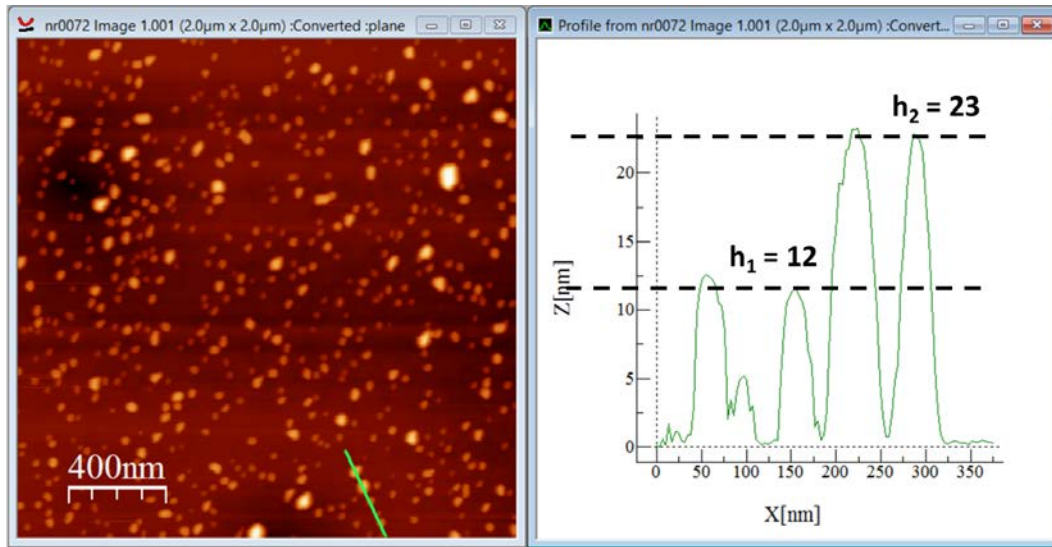 nr0072 Image 1.001 (2.0µm x 2.0µm) :Converted :plane
400nm
Profile from nr0072 Image 1.001 (2.0µm x 2.0µm) :Convert...
h₂ = 23
h₁ = 12
Z[nm]
20
15
10
5
0
0 50 100 150 200 250 300 350
X[nm]